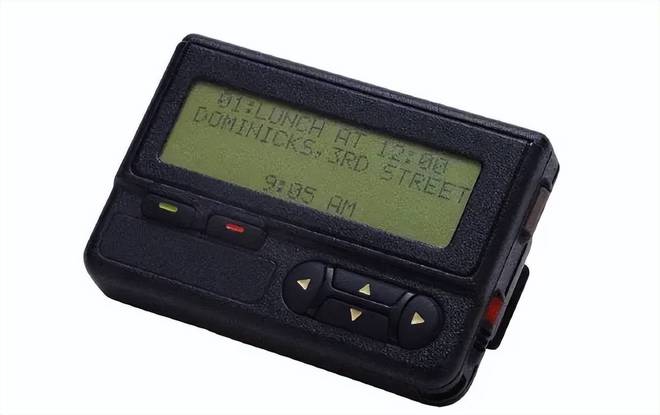 01:LUNCH AT 12:00
DOMINICKS,3RD STREET
9:05 AM